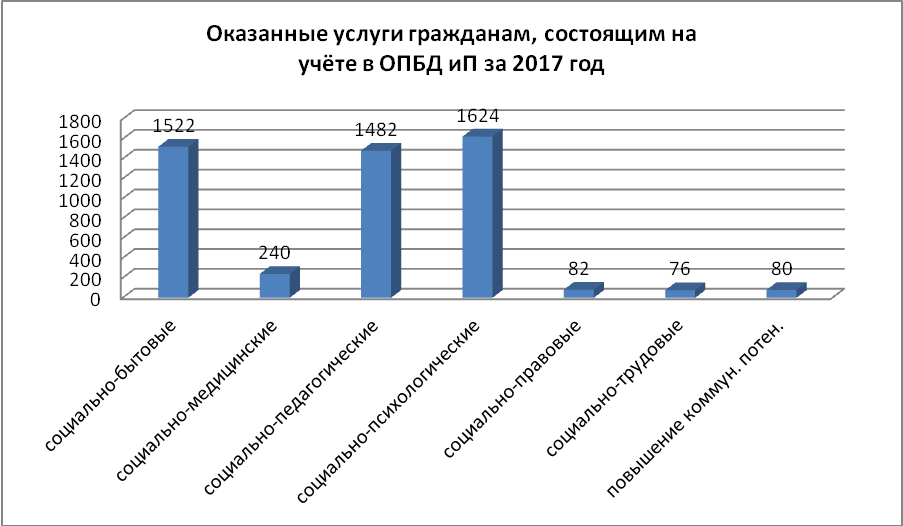 Оказанные услуги гражданам, состоящим на
учёте в ОПБД иП за 2017 год
1800
1600
1400
1200
1000
800
600
400
200
0
1522
240
1482
1624
82
76
80
социально-бытовые
социально-медицинские
социально-педагогические
социально-психологические
социально-правовые
социально-трудовые
повышение коммун. потен.